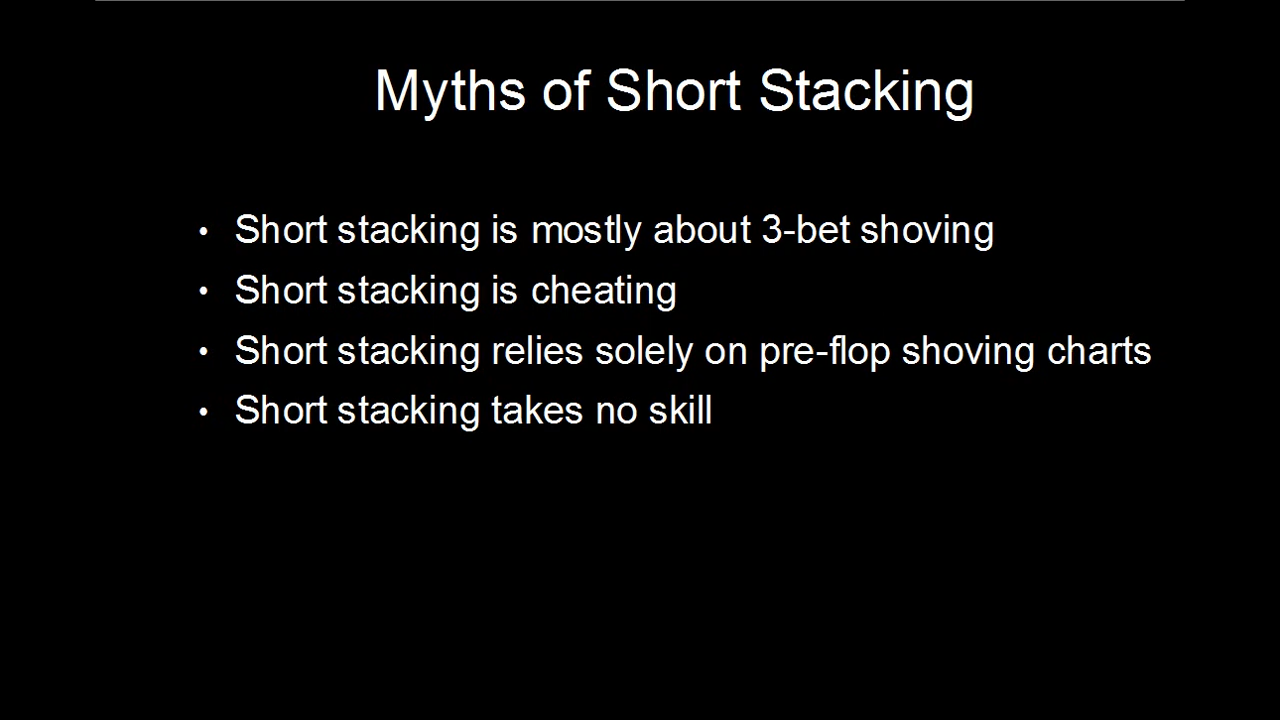 Myths of Short Stacking
• Short stacking is mostly about 3-bet shoving
• Short stacking is cheating
• Short stacking relies solely on pre-flop shoving charts
• Short stacking takes no skill